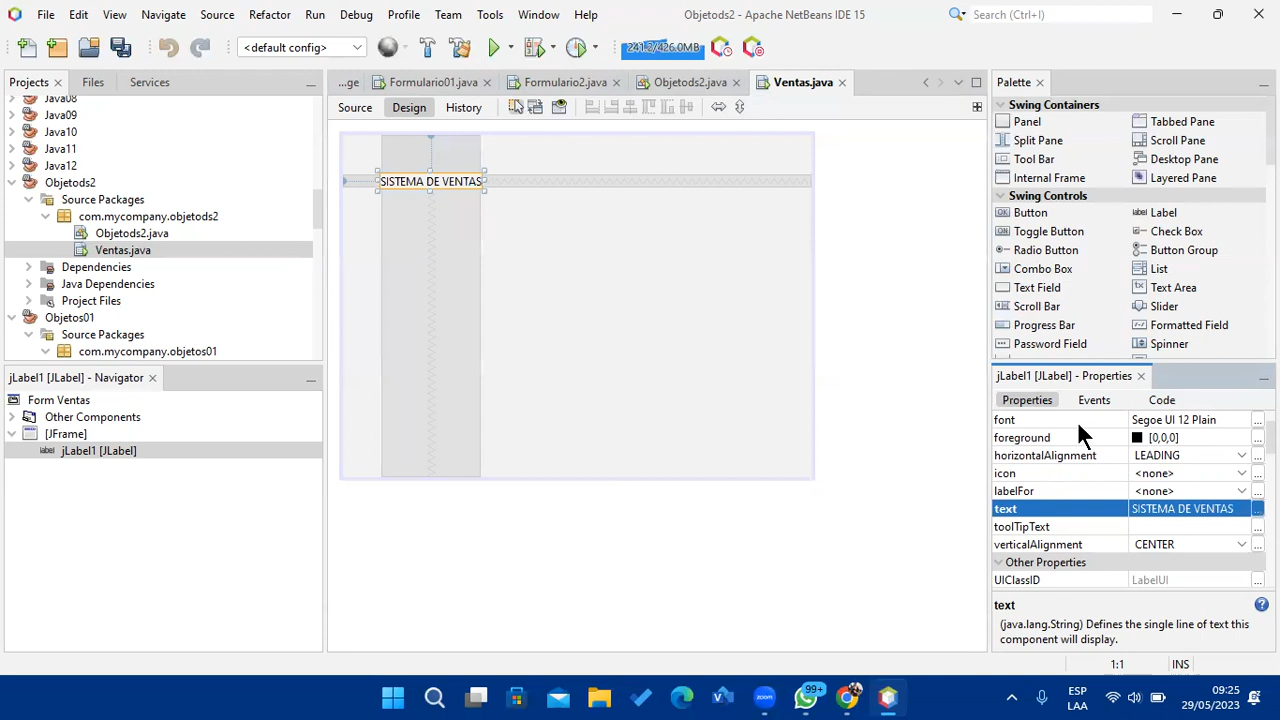 File Edit View Navigate Source Refactor Run Debug Profile Team Tools Window Help Objetods2 - Apache NetBeans IDE 15 Search (Ctrl+I)
<default config> 241.2/426.0MB
Projects Files Services
Java08
Java09
Java10
Java11
Java12
Objetods2
Source Packages
com.mycompany.objetods2
Objetods2.java
Ventas.java
Dependencies
Java Dependencies
Project Files
Objetos01
Source Packages
com.mycompany.objetos01
jLabel1 [JLabel] - Navigator
Form Ventas
Other Components
[JFrame]
label jLabel1 [JLabel]
...ge Formulario01.java Formulario2.java Objetods2.java Ventas.java
Source Design History
SISTEMA DE VENTAS
Palette
Swing Containers
Panel Tabbed Pane
Split Pane Scroll Pane
Tool Bar Desktop Pane
Internal Frame Layered Pane
Swing Controls
Button label Label
Toggle Button Check Box
Radio Button Button Group
Combo Box List
Text Field Text Area
Scroll Bar Slider
Progress Bar Formatted Field
Password Field Spinner
jLabel1 [JLabel] - Properties
Properties Events Code
font Segoe UI 12 Plain ...
foreground [0,0,0] ...
horizontalAlignment LEADING ...
icon <none> ...
labelFor <none> ...
text SISTEMA DE VENTAS ...
toolTipText ...
verticalAlignment CENTER ...
Other Properties
UIClassID LabelUI ...
text
(java.lang.String) Defines the single line of text this
component will display.
1:1 INS
99+
ESP
LAA
09:25
29/05/2023